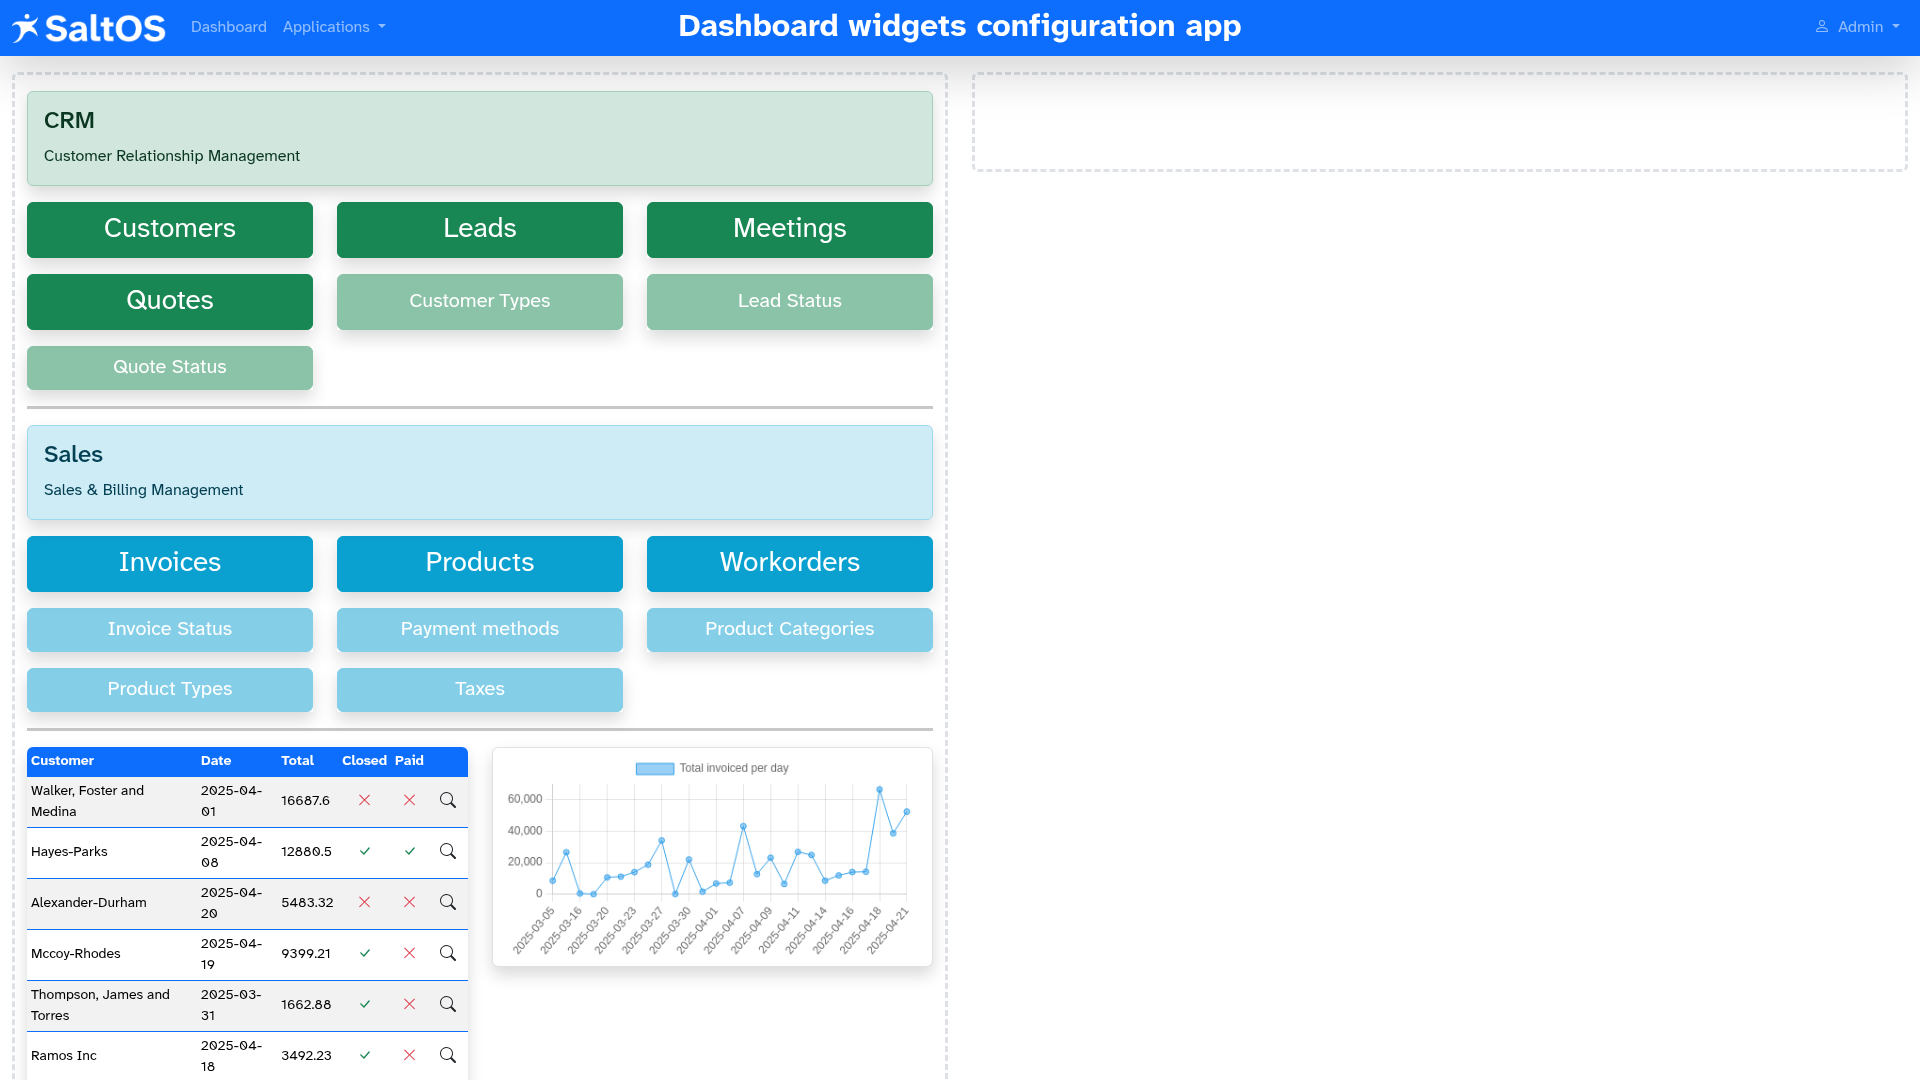 SaltOS Dashboard Applications Dashboard widgets configuration app Admin
CRM
Customer Relationship Management
Customers Leads Meetings
Quotes Customer Types Lead Status
Quote Status
Sales
Sales & Billing Management
Invoices Products Workorders
Invoice Status Payment methods Product Categories
Product Types Taxes
Customer Date Total Closed Paid
Walker, Foster and
Medina
2025-04-
01
16687.6
Hayes-Parks
2025-04-
08
12880.5
Alexander-Durham
2025-04-
20
5483.32
Mccoy-Rhodes
2025-04-
19
9399.21
Thompson, James and
Torres
2025-03-
31
1662.88
Ramos Inc
2025-04-
18
3492.23
Total invoiced per day
60,000
40,000
20,000
0
2025-03-05
2025-03-16
2025-03-20
2025-03-23
2025-03-27
2025-03-30
2025-04-01
2025-04-07
2025-04-09
2025-04-11
2025-04-14
2025-04-16
2025-04-18
2025-04-21